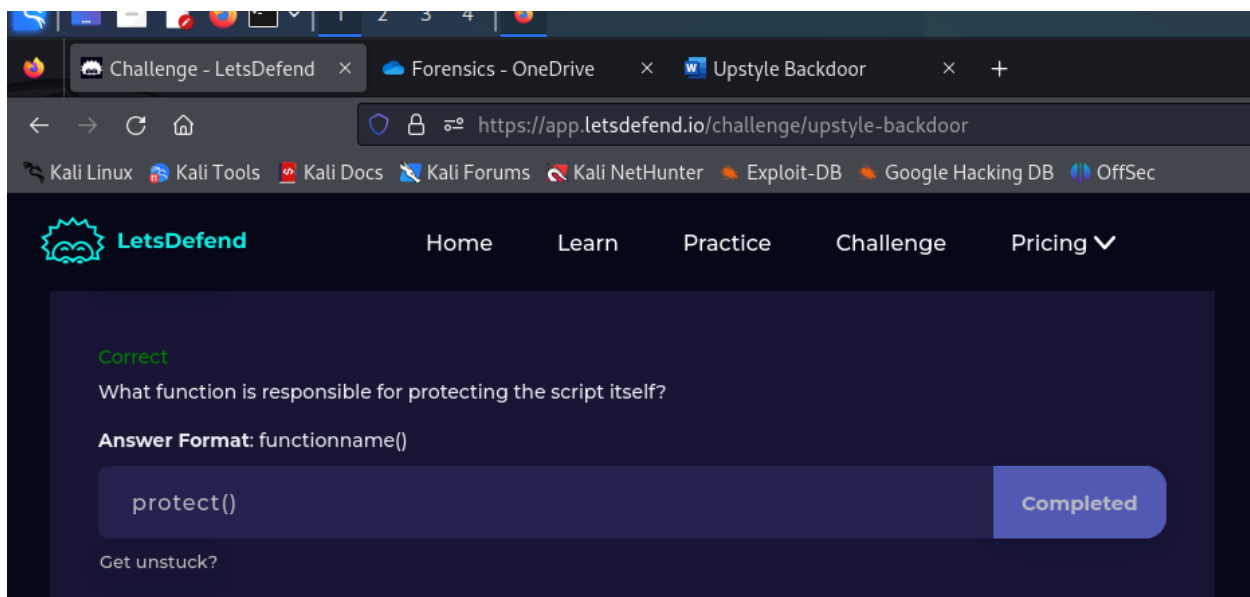 1 2 3 4
Challenge - LetsDefend
Forensics - OneDrive
Upstyle Backdoor
https://app.letsdefend.io/challenge/upstyle-backdoor
Kali Linux Kali Tools Kali Docs Kali Forums Kali NetHunter Exploit-DB Google Hacking DB OffSec
LetsDefend Home Learn Practice Challenge Pricing
Correct
What function is responsible for protecting the script itself?
Answer Format: functionname()
protect() Completed
Get unstuck?